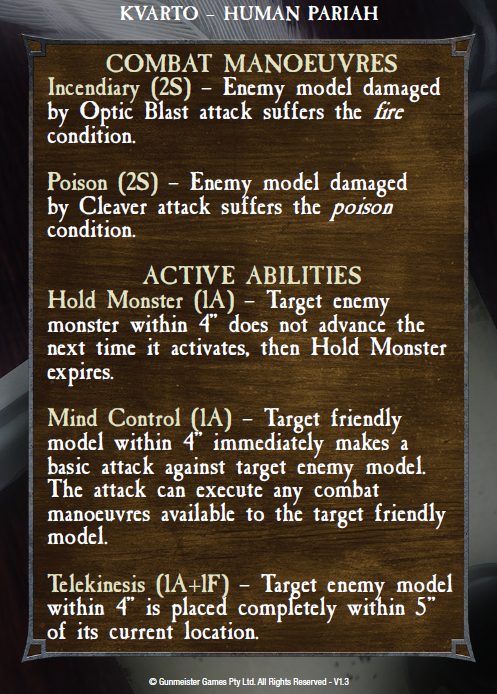 KVARTO – HUMAN PARIAH
COMBAT MANOEUVRES
Incendiary (2S) – Enemy model damaged
by Optic Blast attack suffers the fire
condition.
Poison (2S) – Enemy model damaged
by Cleaver attack suffers the poison
condition.
ACTIVE ABILITIES
Hold Monster (1A) – Target enemy
monster within 4” does not advance the
next time it activates, then Hold Monster
expires.
Mind Control (1A) – Target friendly
model within 4” immediately makes a
basic attack against target enemy model.
The attack can execute any combat
manoeuvres available to the target friendly
model.
Telekinesis (1A+1F) – Target enemy model
within 4” is placed completely within 5”
of its current location.
© Gunmeister Games Pty Ltd. All Rights Reserved - V1.3